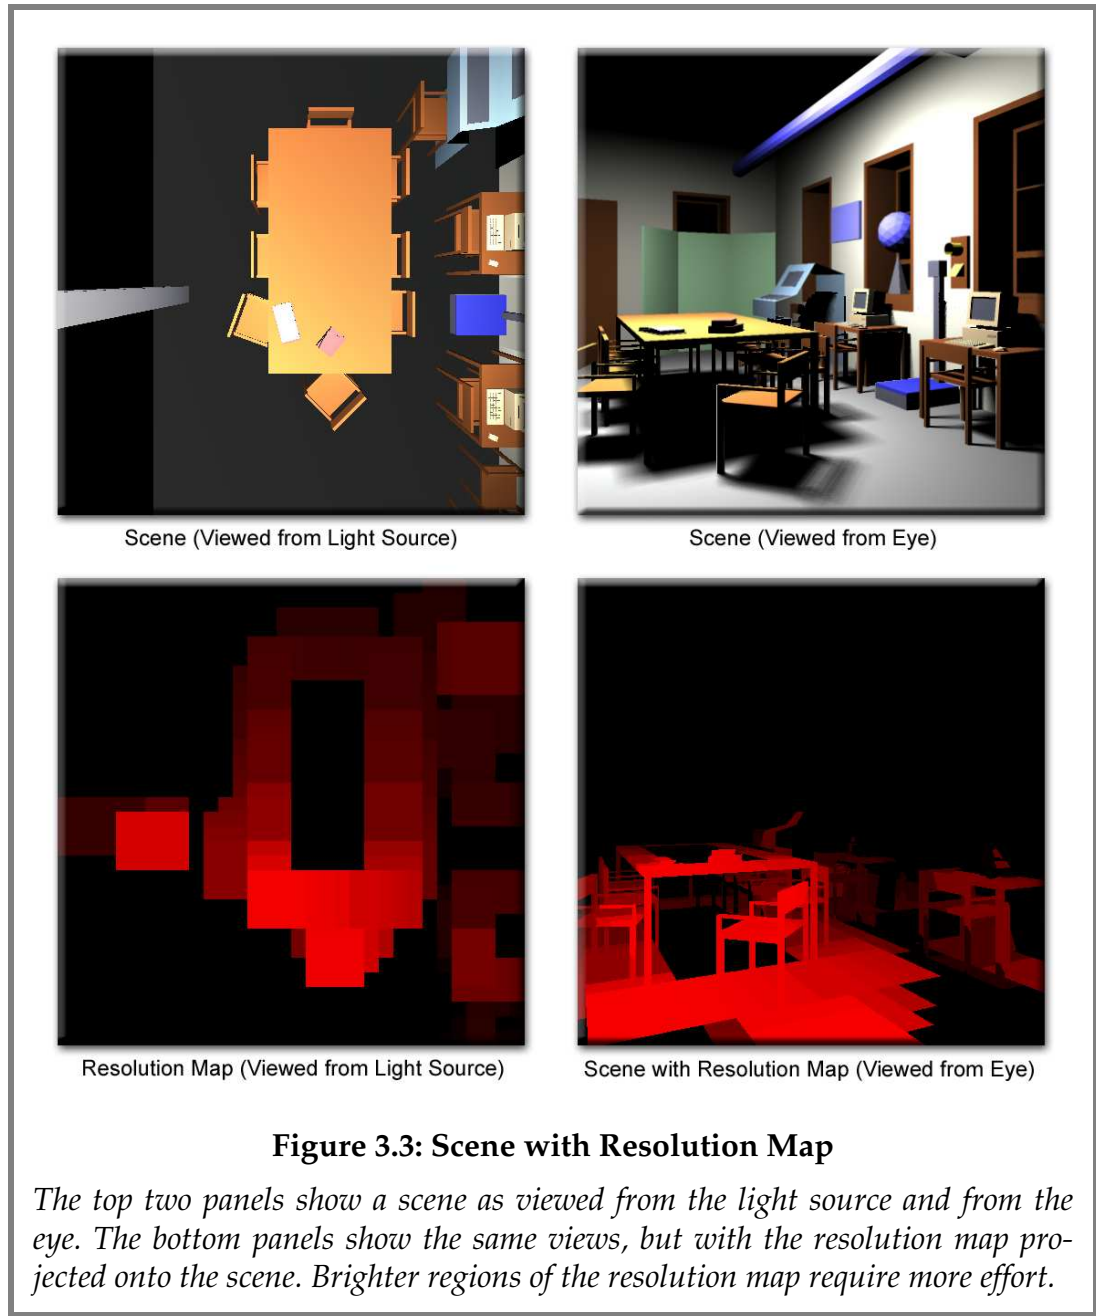 Scene (Viewed from Light Source)
Scene (Viewed from Eye)
Resolution Map (Viewed from Light Source)
Scene with Resolution Map (Viewed from Eye)
Figure 3.3: Scene with Resolution Map
The top two panels show a scene as viewed from the light source and from the
eye. The bottom panels show the same views, but with the resolution map pro-
jected onto the scene. Brighter regions of the resolution map require more effort.